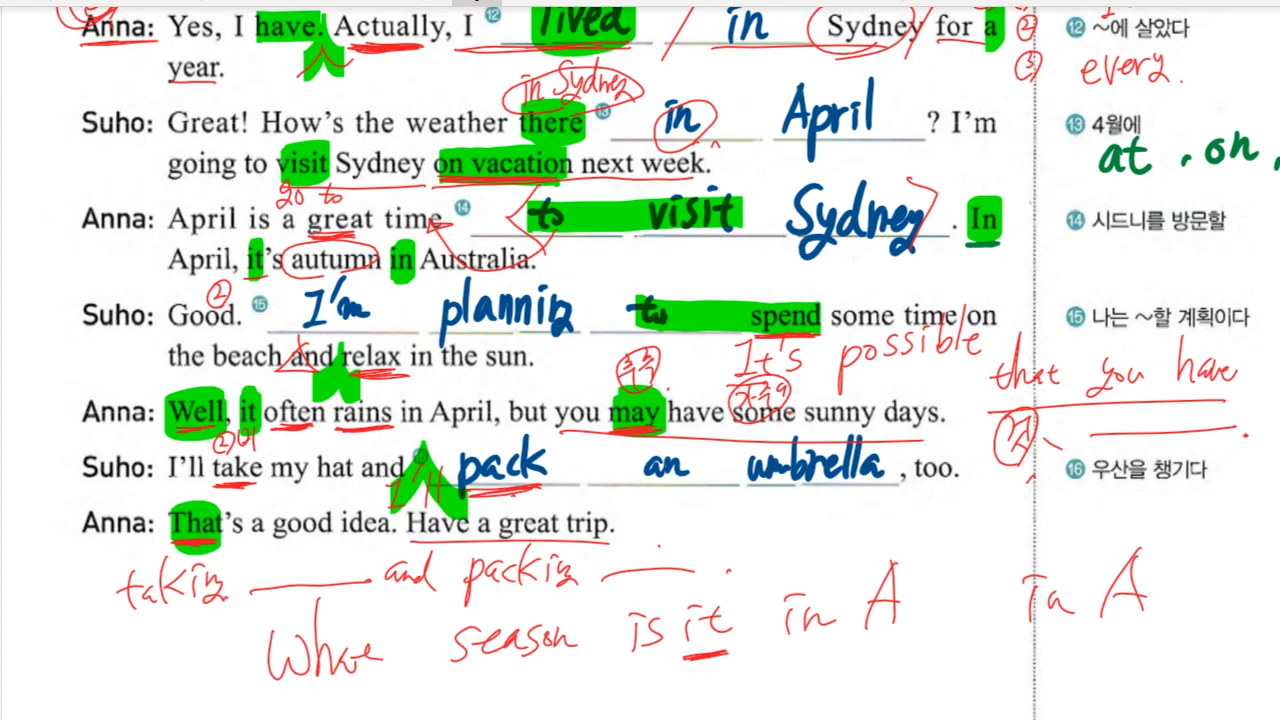 Anna: Yes, I have. Actually, I ⑫ lived in Sydney for a ② ⑫ ~에 살았다
year. ③ every.
in Sydney
Suho: Great! How's the weather there ⑬ in April ? I'm ⑬ 4월에
going to visit Sydney on vacation next week. at, on,
go to
Anna: April is a great time ⑭ to visit Sydney. In ⑭ 시드니를 방문할
April, it's autumn in Australia.
②
Suho: Good. ⑮ I'm planning to spend some time on ⑮ 나는 ~할 계획이다
the beach and relax in the sun. 추측 It's possible
that you have
Anna: Well, it often rains in April, but you may have some sunny days.
Suho: I'll take my hat and I'll pack an umbrella, too. ⑯ 우산을 챙기다
Anna: That's a good idea. Have a great trip.
taking and packing .
What season is it in A in A